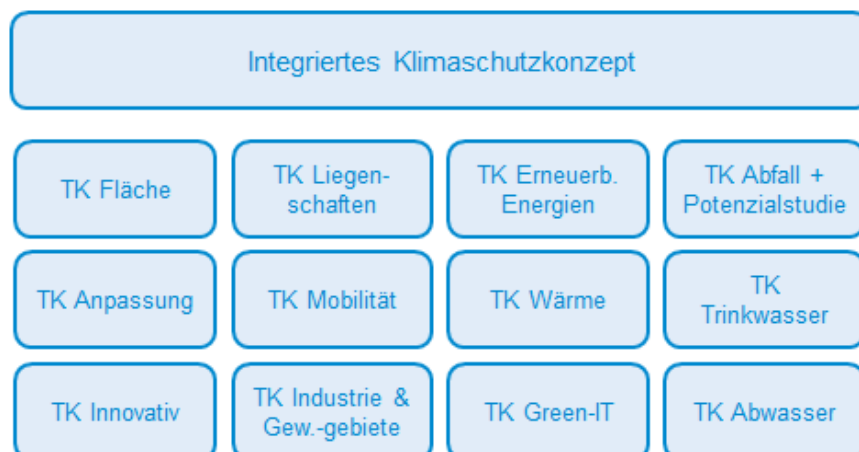 Integriertes Klimaschutzkonzept
TK Fläche
TK Liegen-
schaften
TK Erneuerb.
Energien
TK Abfall +
Potenzialstudie
TK Anpassung
TK Mobilität
TK Wärme
TK
Trinkwasser
TK Innovativ
TK Industrie &
Gew.-gebiete
TK Green-IT
TK Abwasser